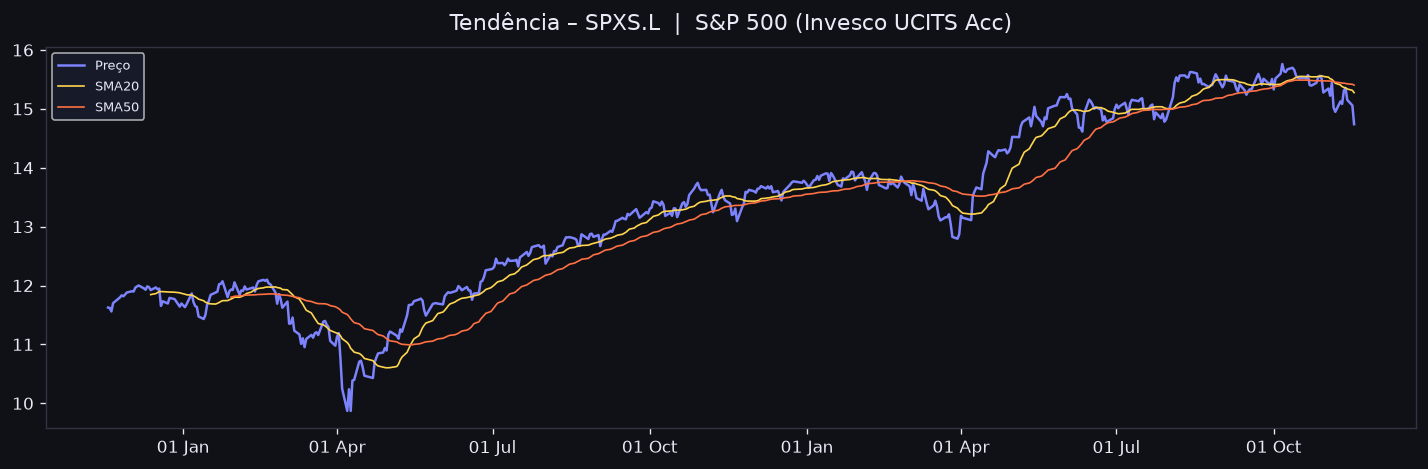 Tendência – SPXS.L | S&P 500 (Invesco UCITS Acc)
Preço
SMA20
SMA50
16
15
14
13
12
11
10
01 Jan 01 Apr 01 Jul 01 Oct 01 Jan 01 Apr 01 Jul 01 Oct